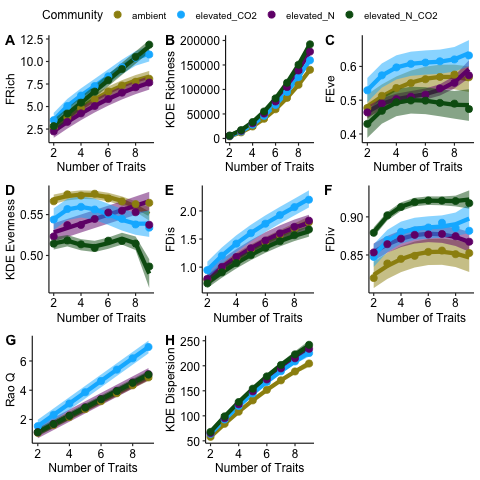 Community ambient elevated_CO2 elevated_N elevated_N_CO2
A
FRich
12.5
10.0
7.5
5.0
2.5
2 4 6 8
Number of Traits
B
KDE Richness
200000
150000
100000
50000
0
2 4 6 8
Number of Traits
C
FEve
0.6
0.5
0.4
2 4 6 8
Number of Traits
D
KDE Evenness
0.55
0.50
2 4 6 8
Number of Traits
E
FDis
2.0
1.5
1.0
2 4 6 8
Number of Traits
F
FDiv
0.90
0.85
2 4 6 8
Number of Traits
G
Rao Q
6
4
2
2 4 6 8
Number of Traits
H
KDE Dispersion
250
200
150
100
50
2 4 6 8
Number of Traits